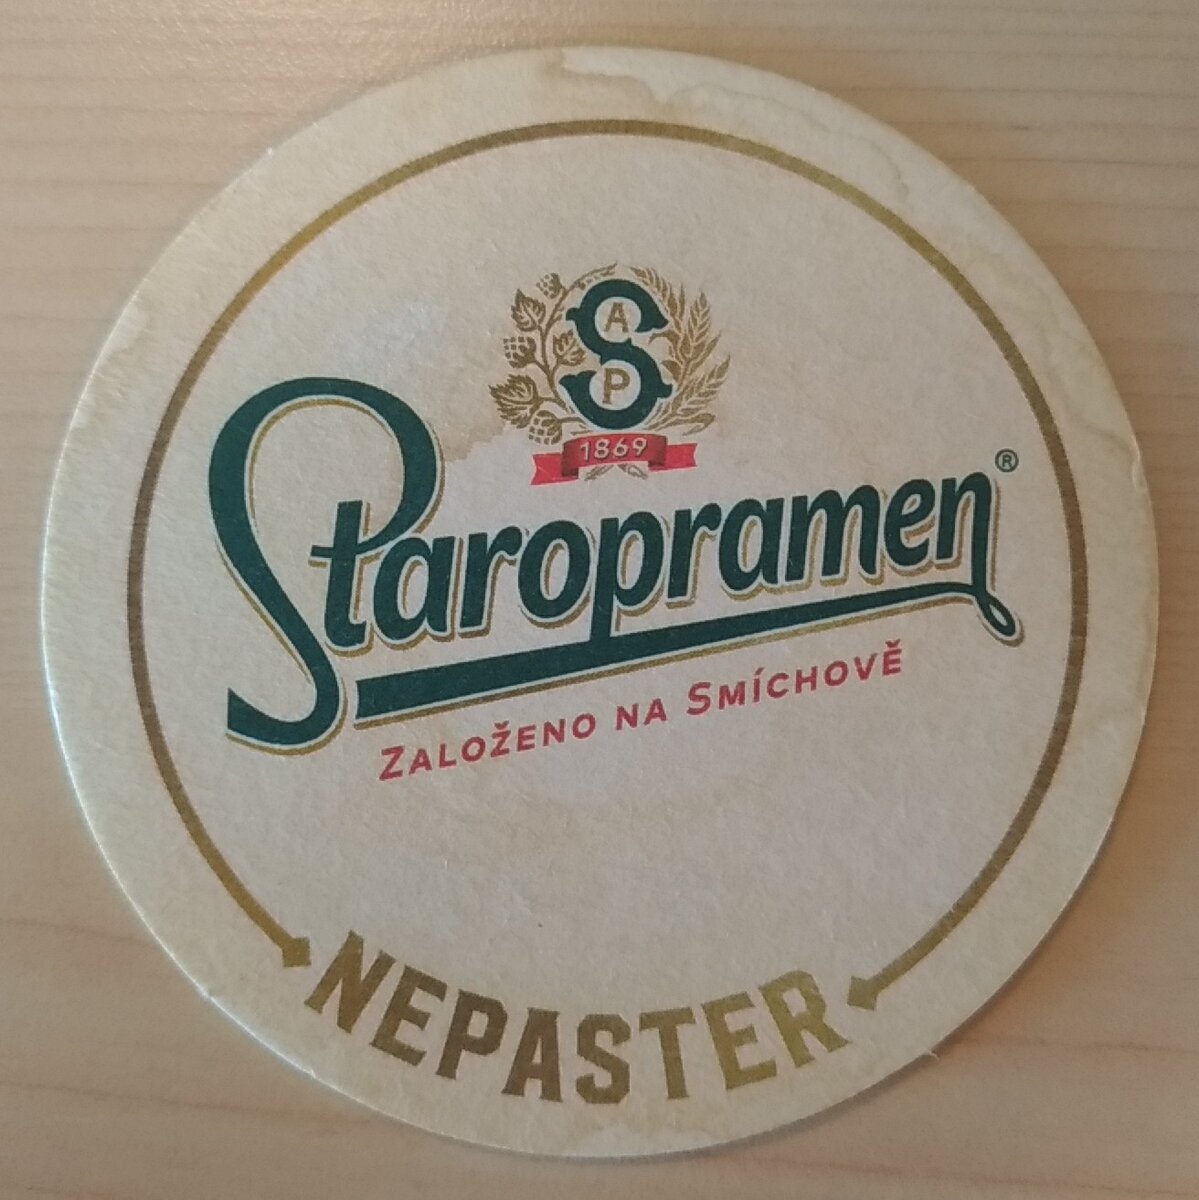 A
S
P
1869
Staropramen®
ZALOŽENO NA SMÍCHOVĚ
NEPASTER